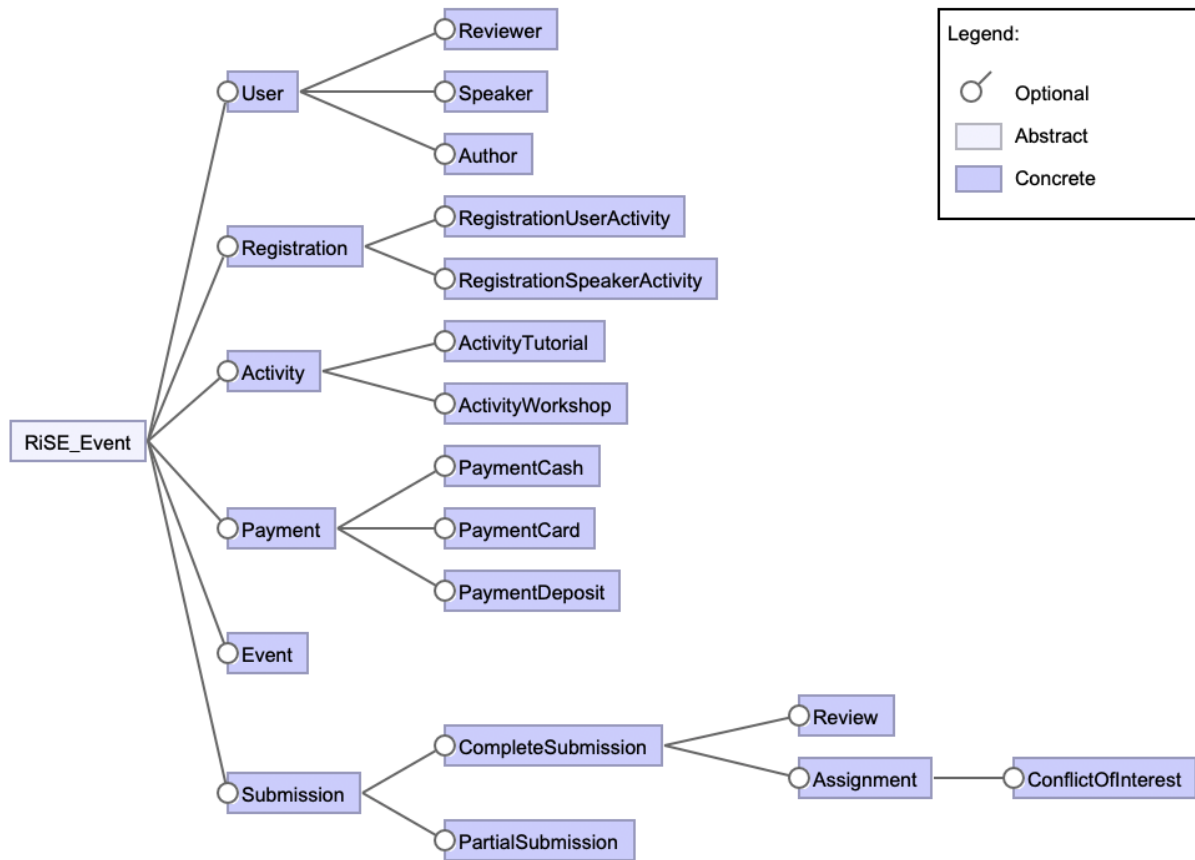 Reviewer
Legend:
User
Speaker
Optional
Abstract
Author
Concrete
RegistrationUserActivity
Registration
RegistrationSpeakerActivity
ActivityTutorial
Activity
ActivityWorkshop
RiSE_Event
PaymentCash
Payment
PaymentCard
PaymentDeposit
Event
Review
CompleteSubmission
Assignment
ConflictOfInterest
Submission
PartialSubmission